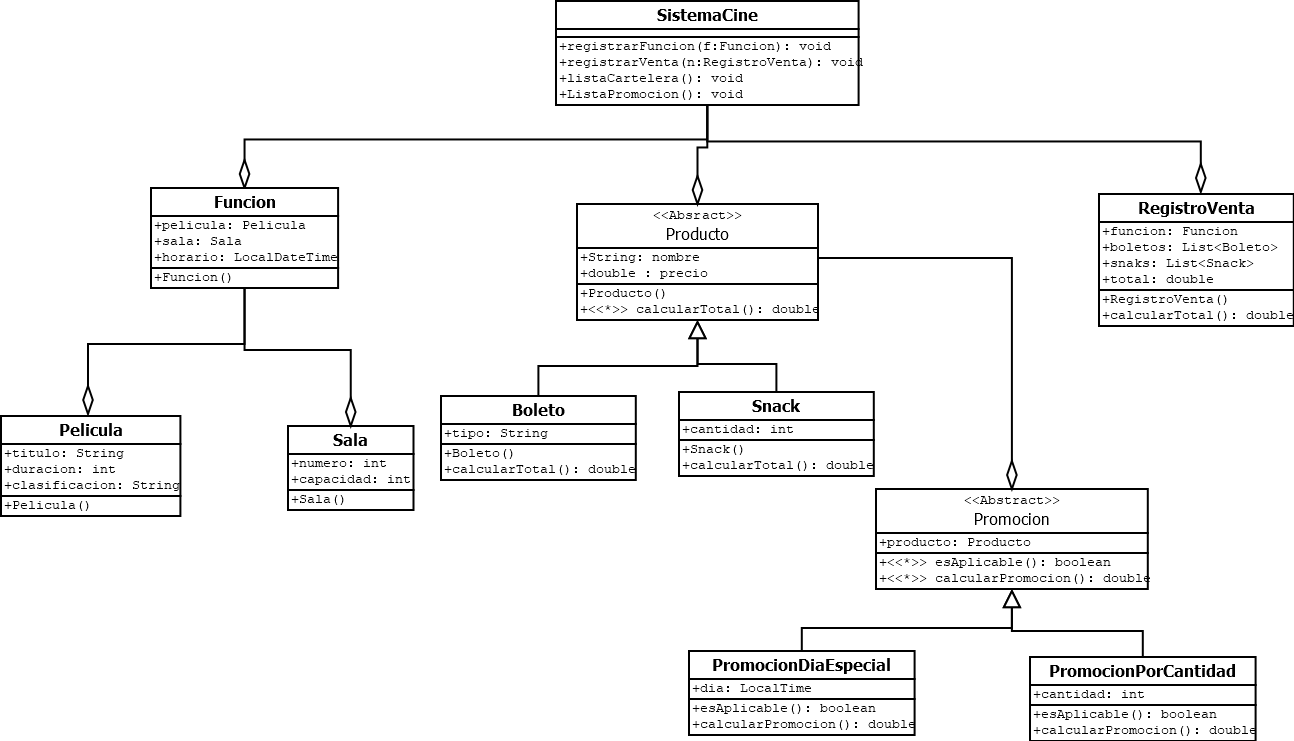 SistemaCine
+registrarFuncion(f:Funcion): void
+registrarVenta(n:RegistroVenta): void
+listaCartelera(): void
+ListaPromocion(): void
Funcion
+pelicula: Pelicula
+sala: Sala
+horario: LocalDateTime
+Funcion()
<<Absract>>
Producto
+String: nombre
+double : precio
+Producto()
+<<*>> calcularTotal(): double
RegistroVenta
+funcion: Funcion
+boletos: List<Boleto>
+snaks: List<Snack>
+total: double
+RegistroVenta()
+calcularTotal(): double
Pelicula
+titulo: String
+duracion: int
+clasificacion: String
+Pelicula()
Sala
+numero: int
+capacidad: int
+Sala()
Boleto
+tipo: String
+Boleto()
+calcularTotal(): double
Snack
+cantidad: int
+Snack()
+calcularTotal(): double
<<Abstract>>
Promocion
+producto: Producto
+<<*>> esAplicable(): boolean
+<<*>> calcularPromocion(): double
PromocionDiaEspecial
+dia: LocalTime
+esAplicable(): boolean
+calcularPromocion(): double
PromocionPorCantidad
+cantidad: int
+esAplicable(): boolean
+calcularPromocion(): double